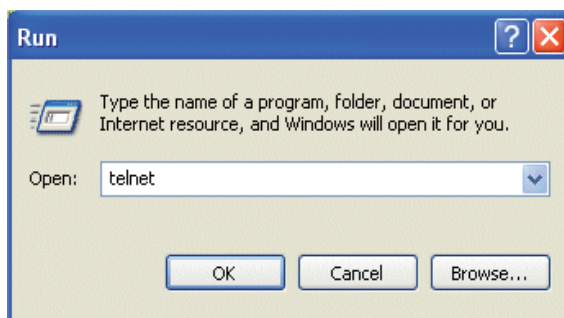 Run
Type the name of a program, folder, document, or
Internet resource, and Windows will open it for you.
Open: telnet
OK Cancel Browse...